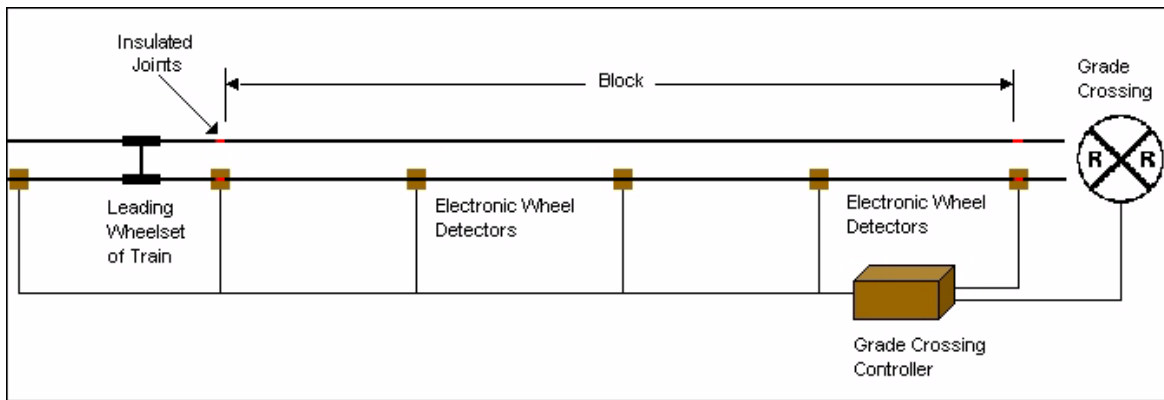 Insulated
Joints
Block
Grade
Crossing
R R
Leading
Wheelset
of Train
Electronic Wheel
Detectors
Electronic Wheel
Detectors
Grade Crossing
Controller